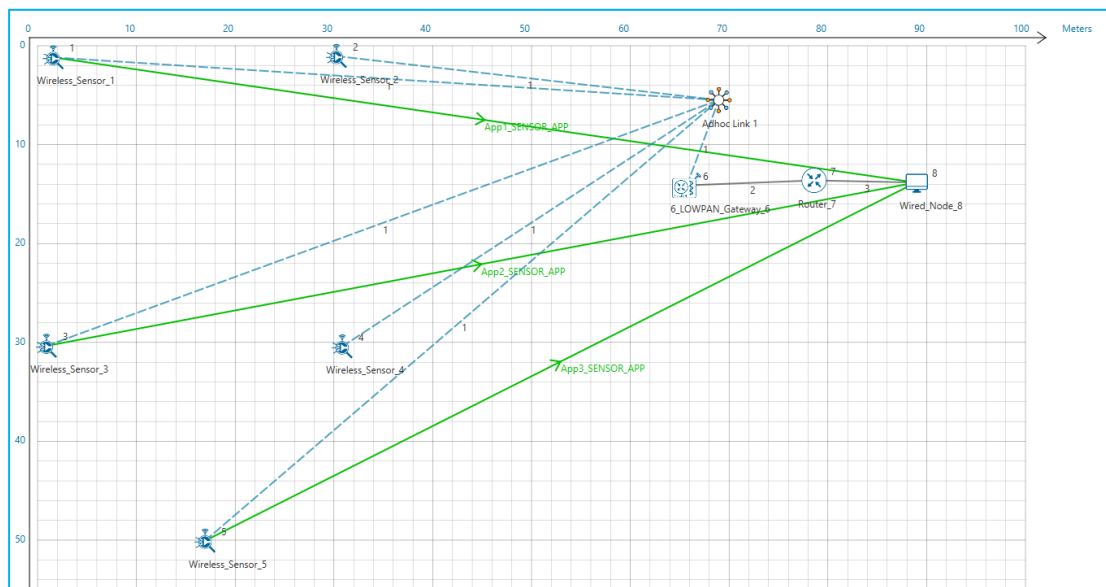 0 10 20 30 40 50 60 70 80 90 100 Meters
0
1
Wireless_Sensor_1
2
Wireless_Sensor_2
1
1
Adhoc Link 1
App1_SENSOR_APP
10
1
6
6_LOWPAN_Gateway_6
2
7
Router_7
3
8
Wired_Node_8
20
1
1
App2_SENSOR_APP
30
3
Wireless_Sensor_3
4
Wireless_Sensor_4
1
App3_SENSOR_APP
40
50
5
Wireless_Sensor_5